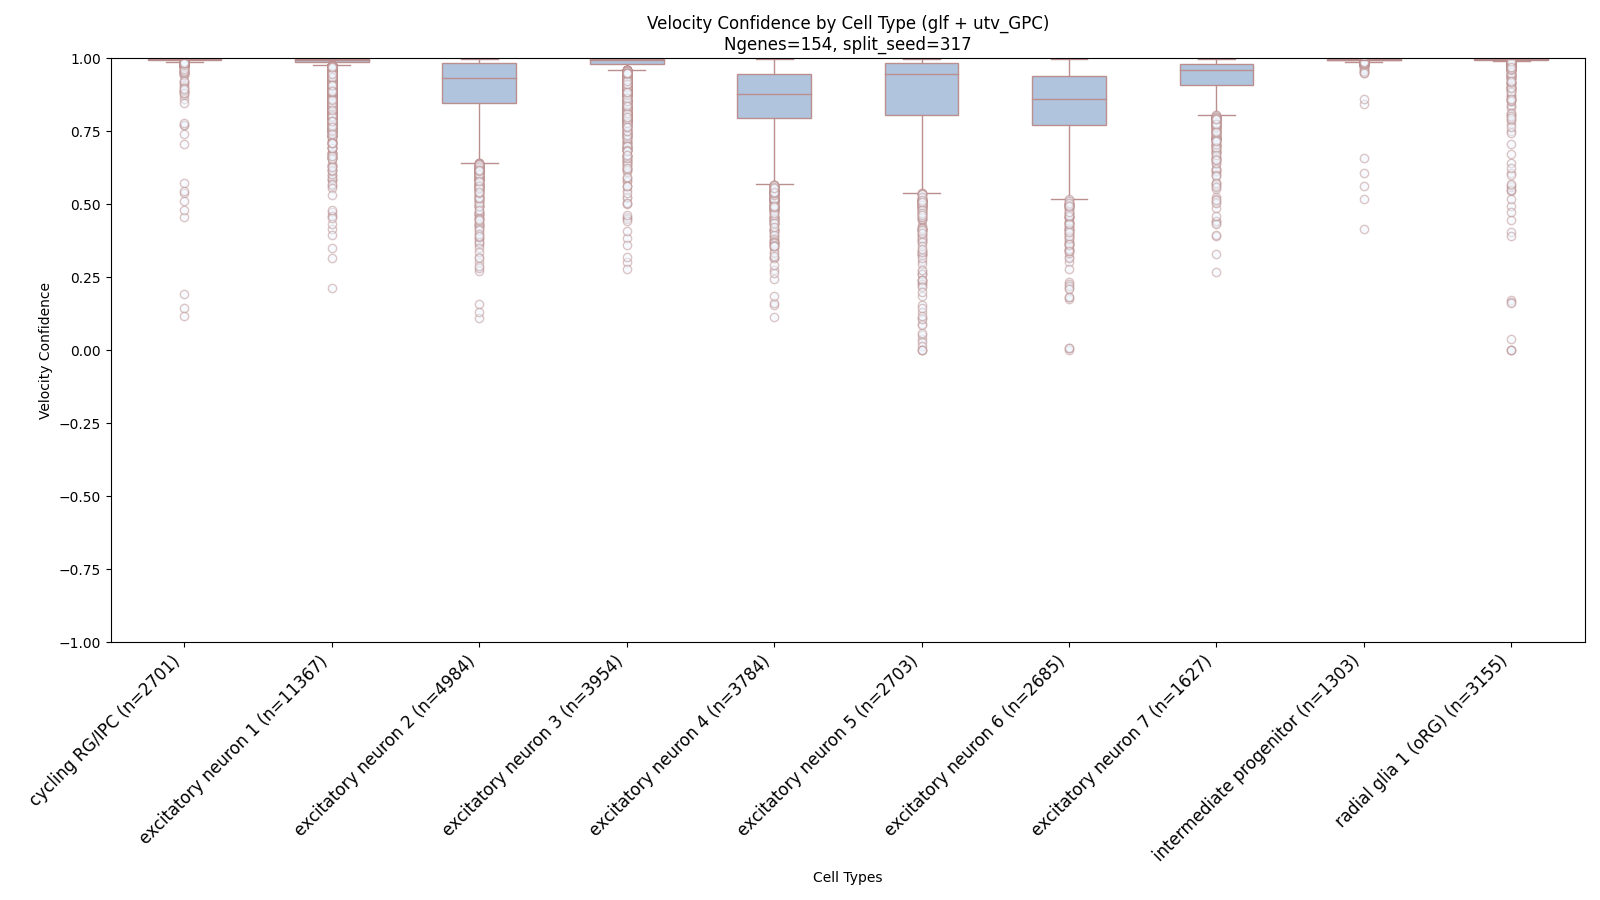 Velocity Confidence by Cell Type (glf + utv_GPC)
Ngenes=154, split_seed=317
Velocity Confidence
1.00
0.75
0.50
0.25
0.00
−0.25
−0.50
−0.75
−1.00
cycling RG/IPC (n=2701)
excitatory neuron 1 (n=11367)
excitatory neuron 2 (n=4984)
excitatory neuron 3 (n=3954)
excitatory neuron 4 (n=3784)
excitatory neuron 5 (n=2703)
excitatory neuron 6 (n=2685)
excitatory neuron 7 (n=1627)
intermediate progenitor (n=1303)
radial glia 1 (oRG) (n=3155)
Cell Types